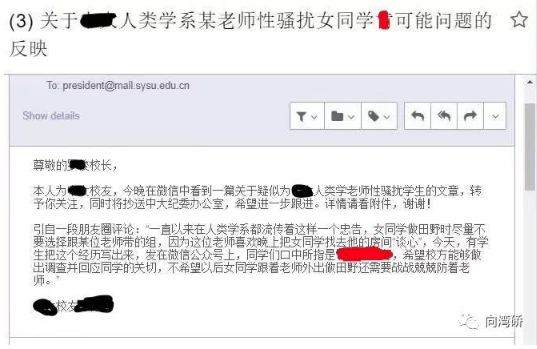 (3) 关于 人类学系某老师性骚扰女同学 可能问题的
反映
To: president@mail.sysu.edu.cn
Show details
尊敬的 校长，
本人为 校友，今晚在微信中看到一篇关于疑似为 人类学老师性骚扰学生的文章，转
予你关注，同时将抄送中大纪委办公室，希望进一步跟进。详情请看附件，谢谢！
引自一段朋友圈评论：“一直以来在人类学系都流传着这样一个忠告，女同学做田野时尽量不
要选择跟某位老师带的组，因为这位老师喜欢晚上把女同学找去他的房间“谈心”，今天，有学
生把这个经历写出来，发在微信公众号上，同学们口中所指是 ，希望校方能够做
出调查并回应同学的关切，不希望以后女同学跟着老师外出做田野还需要战战兢兢防着老
师。”
校友
向湾硚